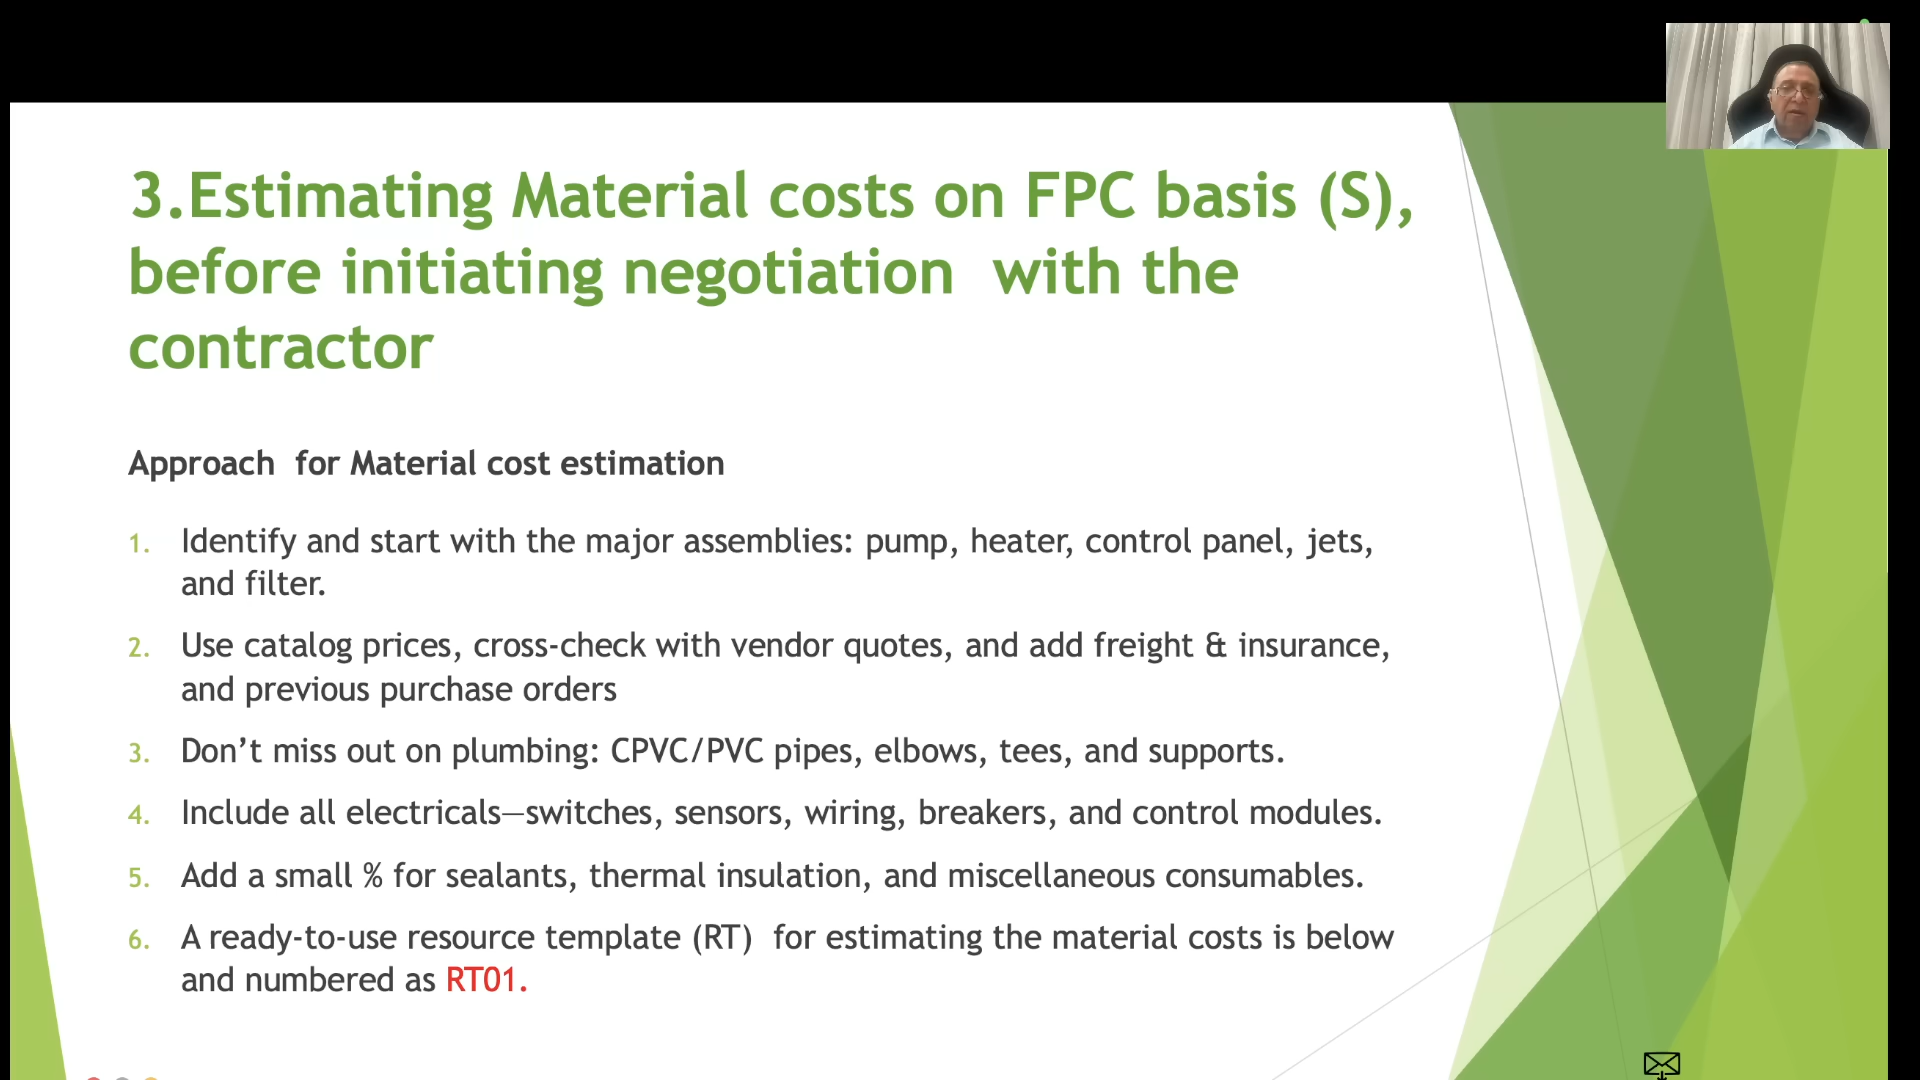 3.Estimating Material costs on FPC basis (S),
before initiating negotiation  with the
contractor
Approach  for Material cost estimation
1. Identify and start with the major assemblies: pump, heater, control panel, jets,
and filter.
2. Use catalog prices, cross-check with vendor quotes, and add freight & insurance,
and previous purchase orders
3. Don’t miss out on plumbing: CPVC/PVC pipes, elbows, tees, and supports.
4. Include all electricals—switches, sensors, wiring, breakers, and control modules.
5. Add a small % for sealants, thermal insulation, and miscellaneous consumables.
6. A ready-to-use resource template (RT)  for estimating the material costs is below
and numbered as RT01.